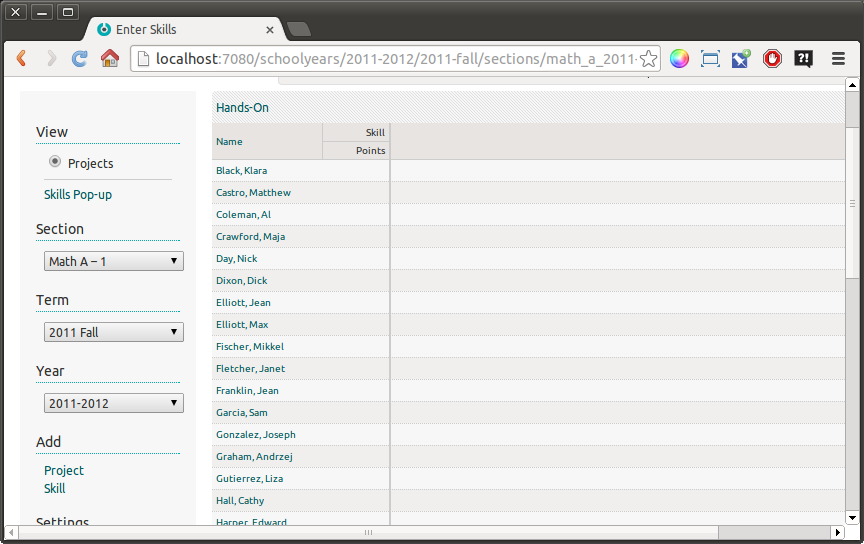 Enter Skills
localhost:7080/schoolyears/2011-2012/2011-fall/sections/math_a_2011-
View
Projects
Skills Pop-up
Section
Math A – 1
Term
2011 Fall
Year
2011-2012
Add
Project
Skill
Settings
Hands-On
Name
Skill
Points
Black, Klara
Castro, Matthew
Coleman, Al
Crawford, Maja
Day, Nick
Dixon, Dick
Elliott, Jean
Elliott, Max
Fischer, Mikkel
Fletcher, Janet
Franklin, Jean
Garcia, Sam
Gonzalez, Joseph
Graham, Andrzej
Gutierrez, Liza
Hall, Cathy
Harper, Edward